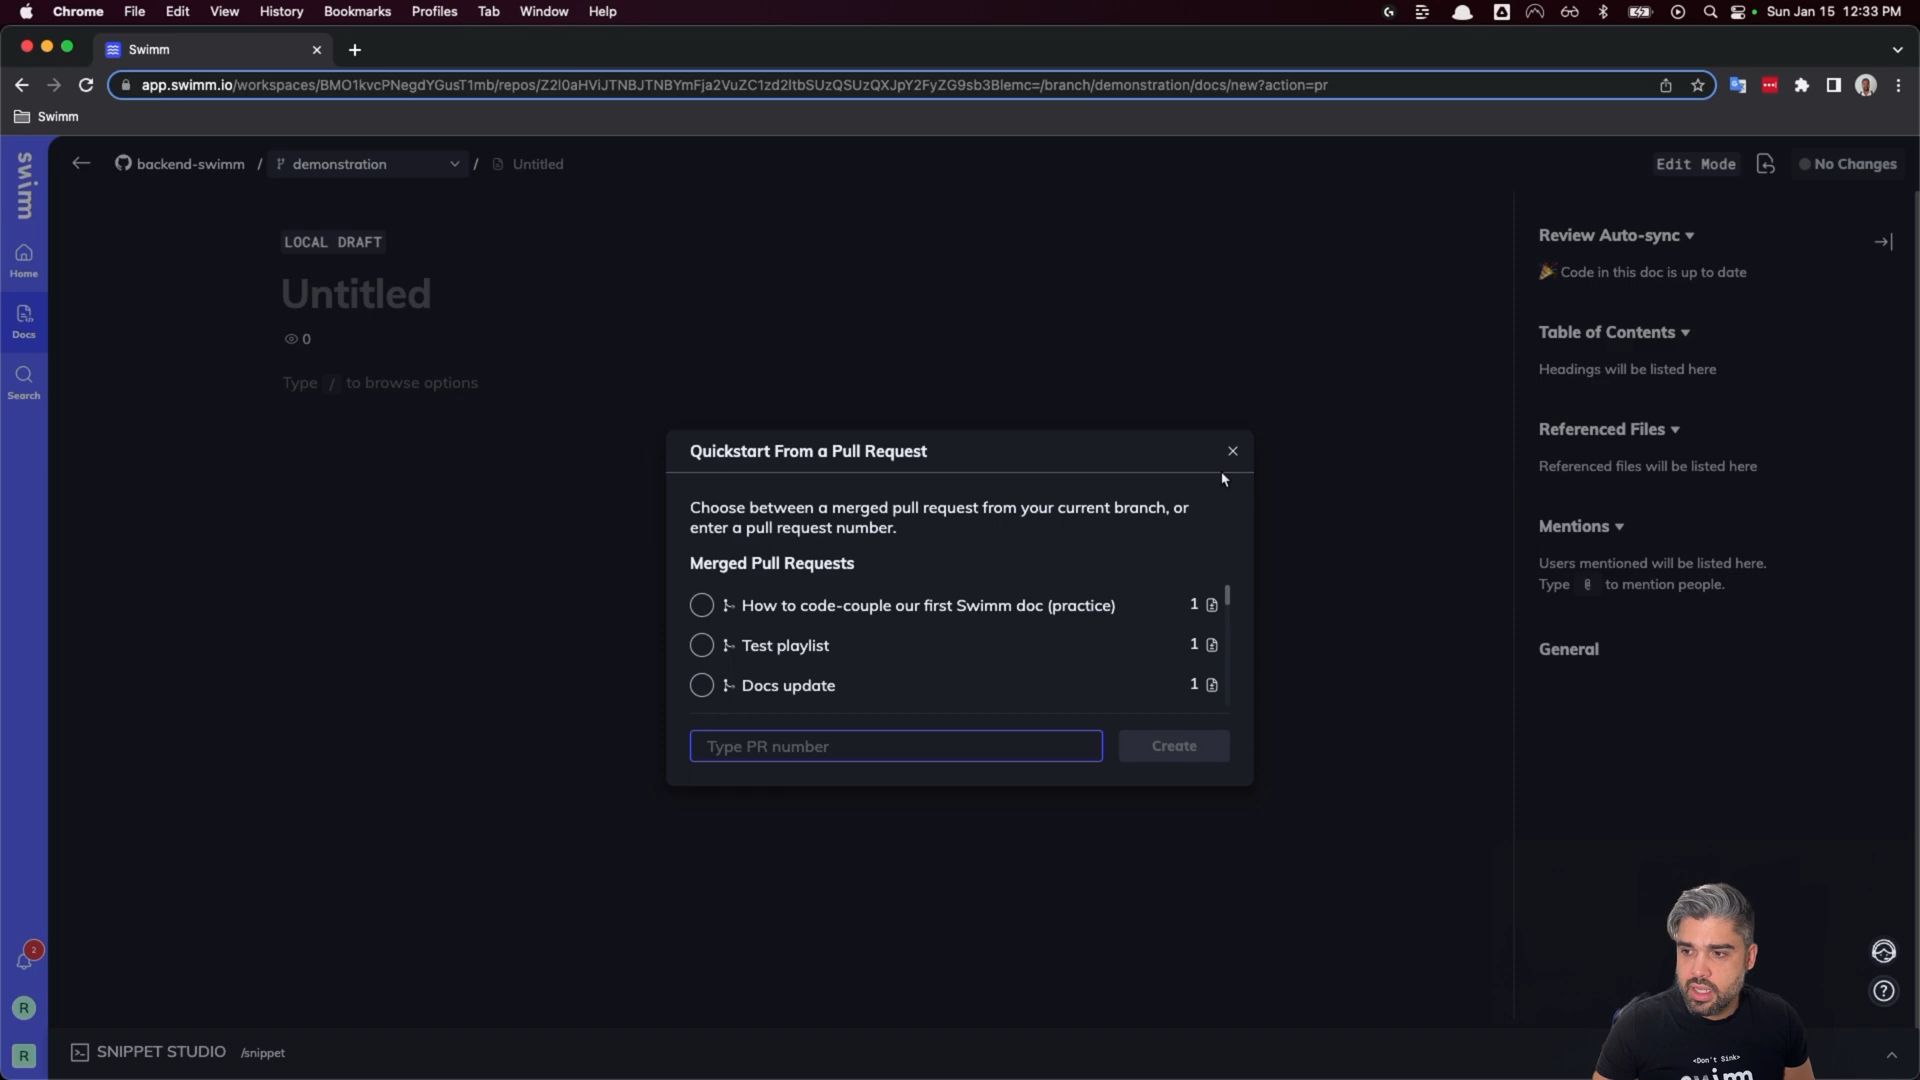 Chrome File Edit View History Bookmarks Profiles Tab Window Help
Sun Jan 15 12:33 PM
Swimm
app.swimm.io/workspaces/BMO1kvcPNegdYGusT1mb/repos/Z2l0aHViJTNBJTNBYmFja2VuZC1zd2ltbSUzQSUzQXJpY2FyZG9sb3Blemc=/branch/demonstration/docs/new?action=pr
Swimm
swimm
backend-swimm / demonstration / Untitled
Edit Mode
No Changes
Home
Docs
Search
LOCAL DRAFT
Untitled
0
Type / to browse options
Review Auto-sync
Code in this doc is up to date
Table of Contents
Headings will be listed here
Referenced Files
Referenced files will be listed here
Mentions
Users mentioned will be listed here.
Type @ to mention people.
General
Quickstart From a Pull Request
Choose between a merged pull request from your current branch, or
enter a pull request number.
Merged Pull Requests
How to code-couple our first Swimm doc (practice) 1
Test playlist 1
Docs update 1
Type PR number
Create
2
R
R
SNIPPET STUDIO /snippet
<Don't Sink>
swimm